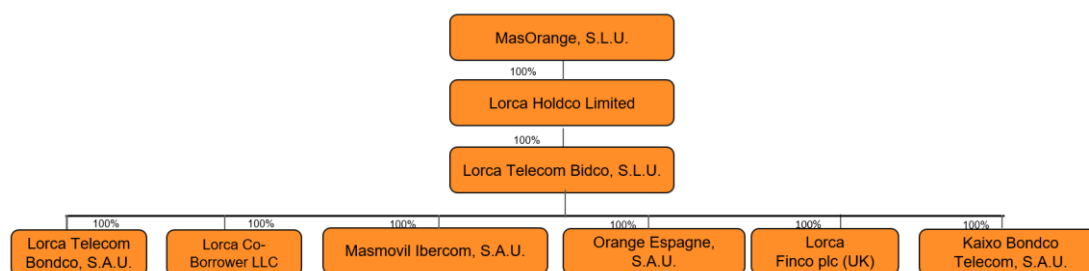 MasOrange, S.L.U.
100%
Lorca Holdco Limited
100%
Lorca Telecom Bidco, S.L.U.
100%
100%
100%
100%
100%
100%
Lorca Telecom
Bondco, S.A.U.
Lorca Co-
Borrower LLC
Masmovil Ibercom, S.A.U.
Orange Espagne,
S.A.U.
Lorca
Finco plc (UK)
Kaixo Bondco
Telecom, S.A.U.